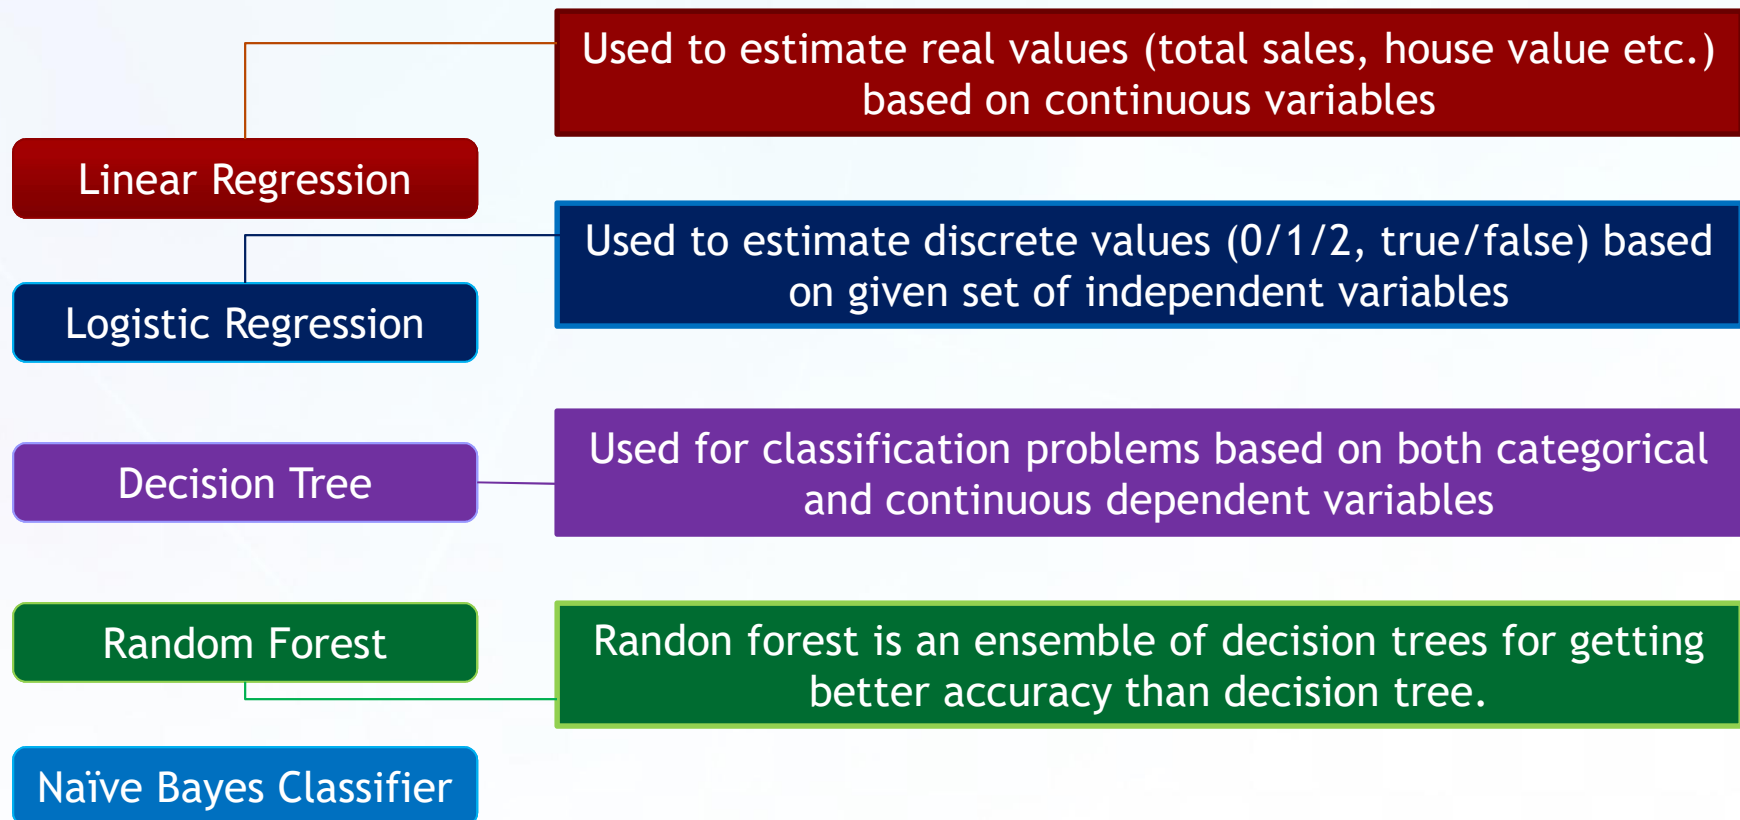 Used to estimate real values (total sales, house value etc.)
based on continuous variables
Linear Regression
Used to estimate discrete values (0/1/2, true/false) based
on given set of independent variables
Logistic Regression
Used for classification problems based on both categorical
and continuous dependent variables
Decision Tree
Randon forest is an ensemble of decision trees for getting
better accuracy than decision tree.
Random Forest
Naïve Bayes Classifier